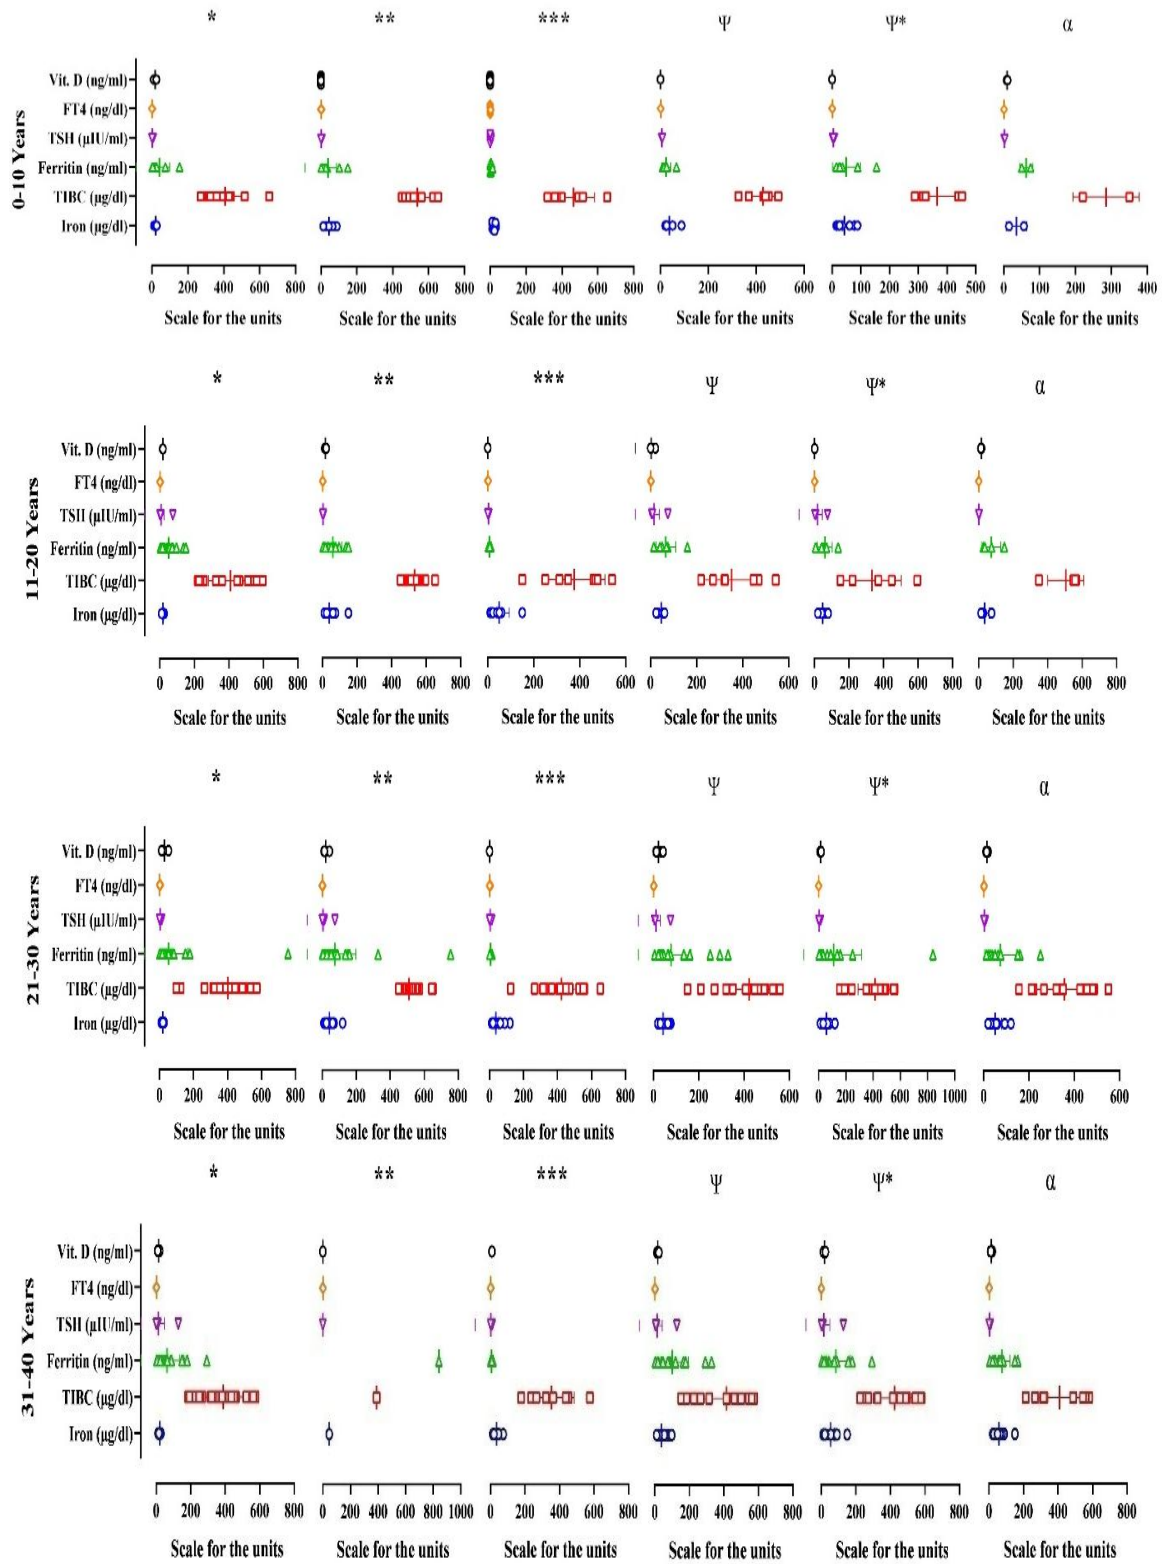 * ** *** Ψ Ψ* α
0-10 Years
Vit. D (ng/ml)
FT4 (ng/dl)
TSH (µIU/ml)
Ferritin (ng/ml)
TIBC (µg/dl)
Iron (µg/dl)
0 200 400 600 800 0 200 400 600 800 0 200 400 600 800 0 200 400 600 0 100 200 300 400 500 0 100 200 300 400
Scale for the units Scale for the units Scale for the units Scale for the units Scale for the units Scale for the units
* ** *** Ψ Ψ* α
11-20 Years
Vit. D (ng/ml)
FT4 (ng/dl)
TSH (µIU/ml)
Ferritin (ng/ml)
TIBC (µg/dl)
Iron (µg/dl)
0 200 400 600 800 0 200 400 600 800 0 200 400 600 0 200 400 600 0 200 400 600 800 0 200 400 600 800
Scale for the units Scale for the units Scale for the units Scale for the units Scale for the units Scale for the units
* ** *** Ψ Ψ* α
21-30 Years
Vit. D (ng/ml)
FT4 (ng/dl)
TSH (µIU/ml)
Ferritin (ng/ml)
TIBC (µg/dl)
Iron (µg/dl)
0 200 400 600 800 0 200 400 600 800 0 200 400 600 800 0 200 400 600 0 200 400 600 800 1000 0 200 400 600
Scale for the units Scale for the units Scale for the units Scale for the units Scale for the units Scale for the units
* ** *** Ψ Ψ* α
31-40 Years
Vit. D (ng/ml)
FT4 (ng/dl)
TSH (µIU/ml)
Ferritin (ng/ml)
TIBC (µg/dl)
Iron (µg/dl)
0 200 400 600 800 0 200 400 600 800 1000 0 200 400 600 800 0 200 400 600 800 0 200 400 600 800 0 200 400 600 800
Scale for the units Scale for the units Scale for the units Scale for the units Scale for the units Scale for the units